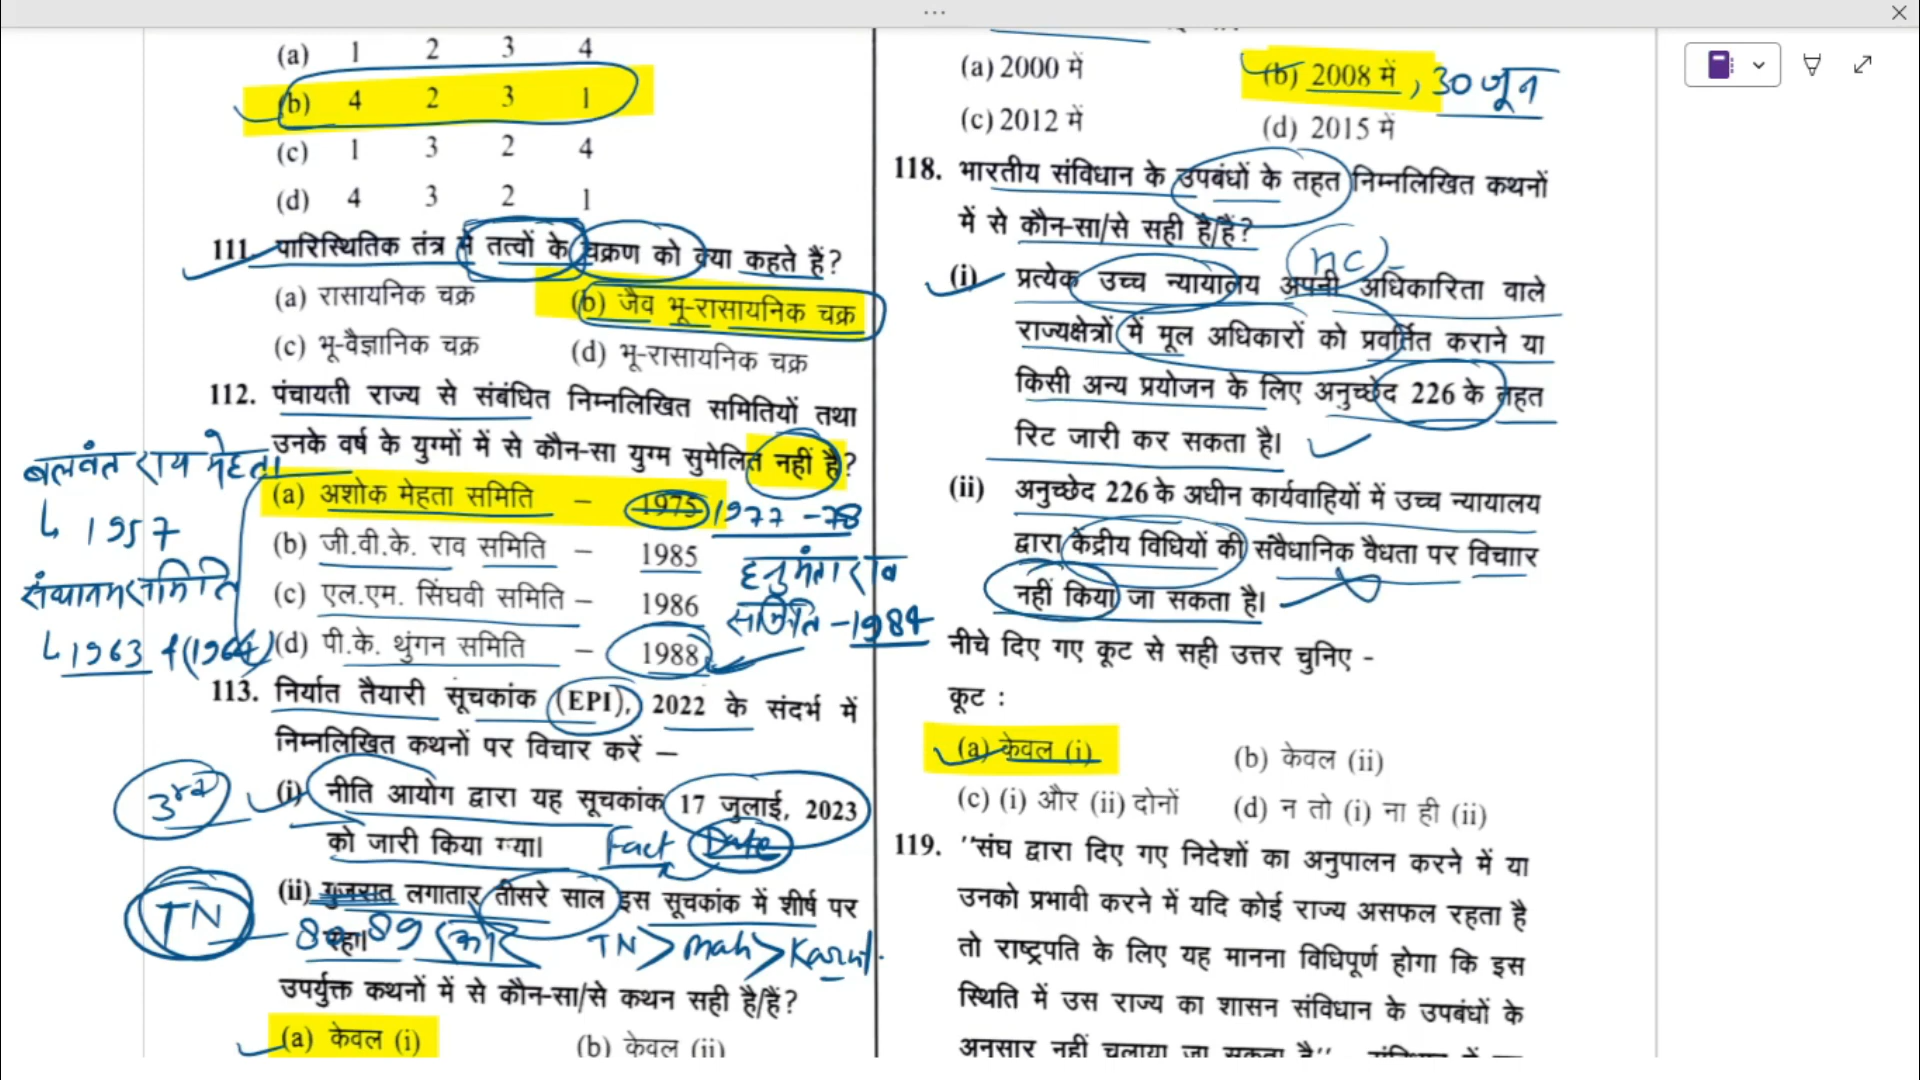 (a) 1 2 3 4
(b) 4 2 3 1
(c) 1 3 2 4
(d) 4 3 2 1
111. पारिस्थितिक तंत्र में तत्वों के चक्रण को क्या कहते हैं?
(a) रासायनिक चक्र (b) जैव भू-रासायनिक चक्र
(c) भू-वैज्ञानिक चक्र (d) भू-रासायनिक चक्र
112. पंचायती राज्य से संबंधित निम्नलिखित समितियों तथा
उनके वर्ष के युग्मों में से कौन-सा युग्म सुमेलित नहीं है?
बलवंत राय मेहता
↳ 1957
↳ 1963 (1964)
(a) अशोक मेहता समिति – 1975 1977-78
(b) जी.वी.के. राव समिति – 1985
(c) एल.एम. सिंघवी समिति – 1986
(d) पी.के. थुंगन समिति – 1988
हनुमंता राव
समिति – 1984
113. निर्यात तैयारी सूचकांक (EPI), 2022 के संदर्भ में
निम्नलिखित कथनों पर विचार करें –
3rd
(i) नीति आयोग द्वारा यह सूचकांक 17 जुलाई, 2023
को जारी किया गया। Fact Date
TN
(ii) गुजरात लगातार तीसरे साल इस सूचकांक में शीर्ष पर
रहा। TN > mah >
उपर्युक्त कथनों में से कौन-सा/से कथन सही है/हैं?
(a) केवल (i) (b) केवल (ii)
(a) 2000 में (b) 2008 में, 30 जून
(c) 2012 में (d) 2015 में
118. भारतीय संविधान के उपबंधों के तहत निम्नलिखित कथनों
में से कौन-सा/से सही है/हैं?
HC
(i) प्रत्येक उच्च न्यायालय अपनी अधिकारिता वाले
राज्यक्षेत्रों में मूल अधिकारों को प्रवर्तित कराने या
किसी अन्य प्रयोजन के लिए अनुच्छेद 226 के तहत
रिट जारी कर सकता है।
(ii) अनुच्छेद 226 के अधीन कार्यवाहियों में उच्च न्यायालय
द्वारा केंद्रीय विधियों की संवैधानिक वैधता पर विचाार
नहीं किया जा सकता है।
नीचे दिए गए कूट से सही उत्तर चुनिए -
कूट :
(a) केवल (i) (b) केवल (ii)
(c) (i) और (ii) दोनों (d) न तो (i) ना ही (ii)
119. ''संघ द्वारा दिए गए निदेशों का अनुपालन करने में या
उनको प्रभावी करने में यदि कोई राज्य असफल रहता है
तो राष्ट्रपति के लिए यह मानना विधिपूर्ण होगा कि इस
स्थिति में उस राज्य का शासन संविधान के उपबंधों के
अनुसार नहीं चलाया जा सकता है''